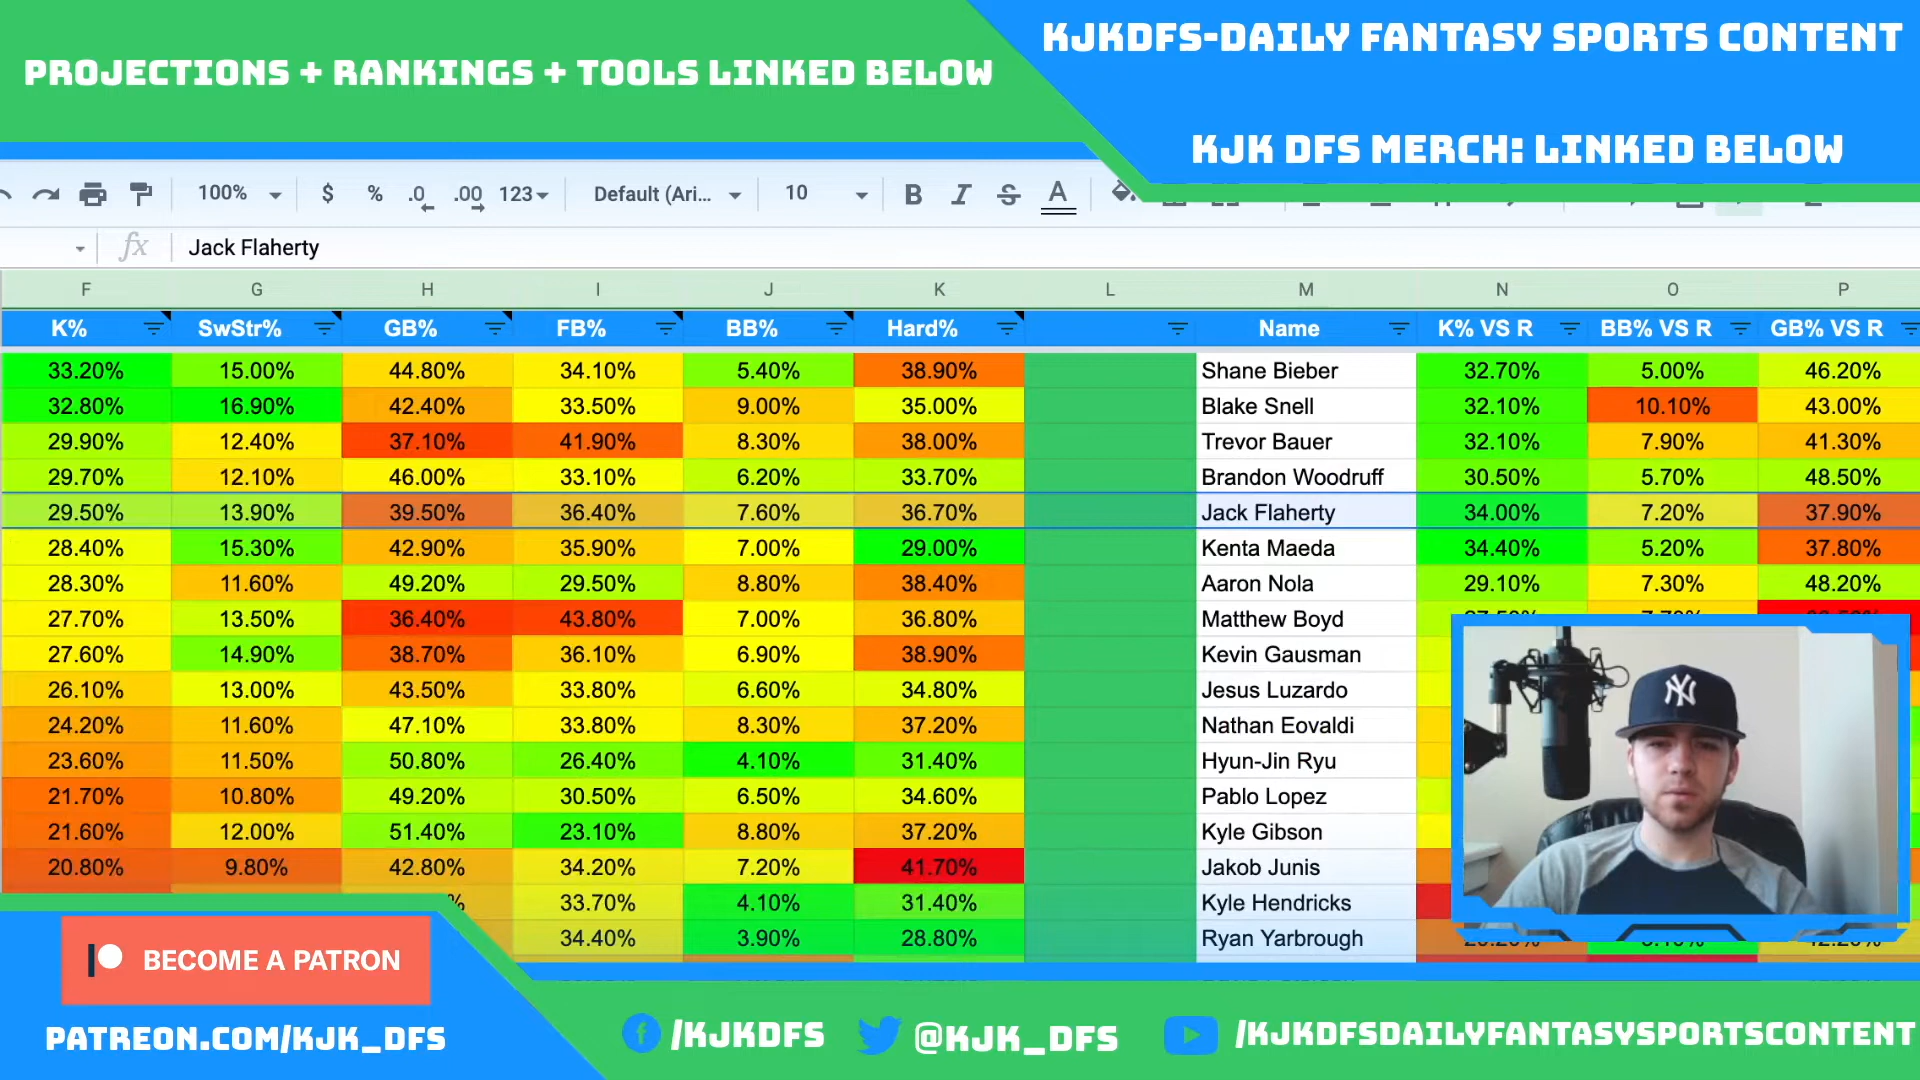 PROJECTIONS + RANKINGS + TOOLS LINKED BELOW
KJKDFS-DAILY FANTASY SPORTS CONTENT
KJK DFS MERCH: LINKED BELOW
100% $ % .0 .00 123 Default (Ari... 10 B I S A
fx Jack Flaherty
F G H I J K L M N O P
K% SwStr% GB% FB% BB% Hard% Name K% VS R BB% VS R GB% VS R
33.20% 15.00% 44.80% 34.10% 5.40% 38.90% Shane Bieber 32.70% 5.00% 46.20%
32.80% 16.90% 42.40% 33.50% 9.00% 35.00% Blake Snell 32.10% 10.10% 43.00%
29.90% 12.40% 37.10% 41.90% 8.30% 38.00% Trevor Bauer 32.10% 7.90% 41.30%
29.70% 12.10% 46.00% 33.10% 6.20% 33.70% Brandon Woodruff 30.50% 5.70% 48.50%
29.50% 13.90% 39.50% 36.40% 7.60% 36.70% Jack Flaherty 34.00% 7.20% 37.90%
28.40% 15.30% 42.90% 35.90% 7.00% 29.00% Kenta Maeda 34.40% 5.20% 37.80%
28.30% 11.60% 49.20% 29.50% 8.80% 38.40% Aaron Nola 29.10% 7.30% 48.20%
27.70% 13.50% 36.40% 43.80% 7.00% 36.80% Matthew Boyd
27.60% 14.90% 38.70% 36.10% 6.90% 38.90% Kevin Gausman
26.10% 13.00% 43.50% 33.80% 6.60% 34.80% Jesus Luzardo
24.20% 11.60% 47.10% 33.80% 8.30% 37.20% Nathan Eovaldi
23.60% 11.50% 50.80% 26.40% 4.10% 31.40% Hyun-Jin Ryu
21.70% 10.80% 49.20% 30.50% 6.50% 34.60% Pablo Lopez
21.60% 12.00% 51.40% 23.10% 8.80% 37.20% Kyle Gibson
20.80% 9.80% 42.80% 34.20% 7.20% 41.70% Jakob Junis
% 33.70% 4.10% 31.40% Kyle Hendricks
34.40% 3.90% 28.80% Ryan Yarbrough
NY
BECOME A PATRON
PATREON.COM/KJK_DFS
/KJKDFS
@KJK_DFS
/KJKDFSDAILYFANTASYSPORTSCONTENT